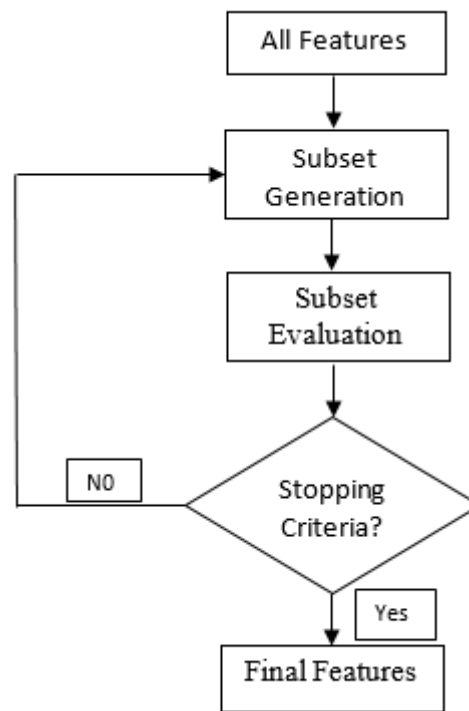 All Features
Subset
Generation
Subset
Evaluation
Stopping
Criteria?
N0
Yes
Final Features